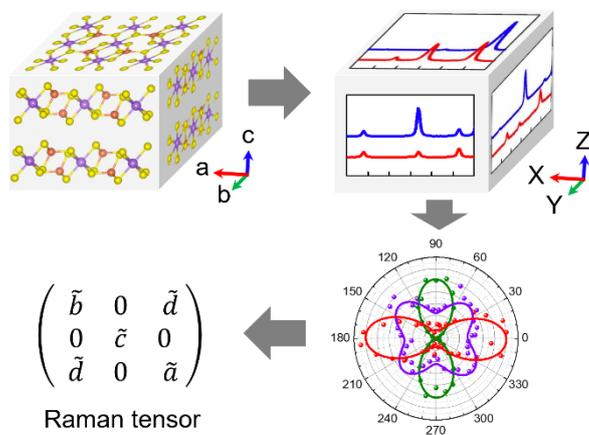 c
a
b
Z
X
Y
90
120 60
150 30
180 0
210 330
240 300
270
b̃ 0 d̃
0 c̃ 0
d̃ 0 ã
Raman tensor